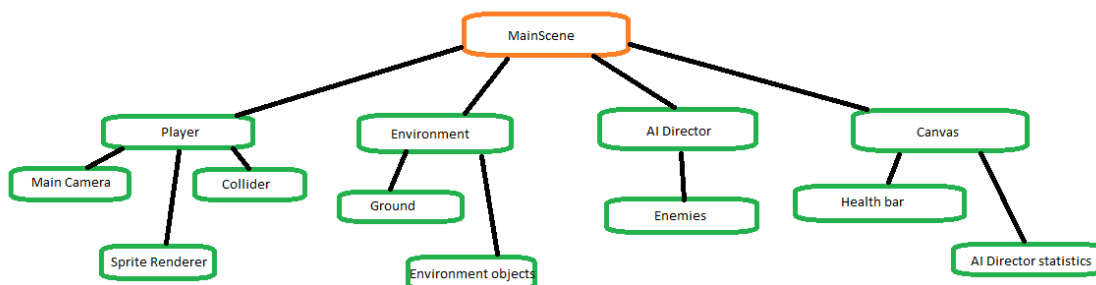 MainScene
Player
Environment
AI Director
Canvas
Main Camera
Collider
Ground
Enemies
Health bar
Sprite Renderer
Environment objects
AI Director statistics